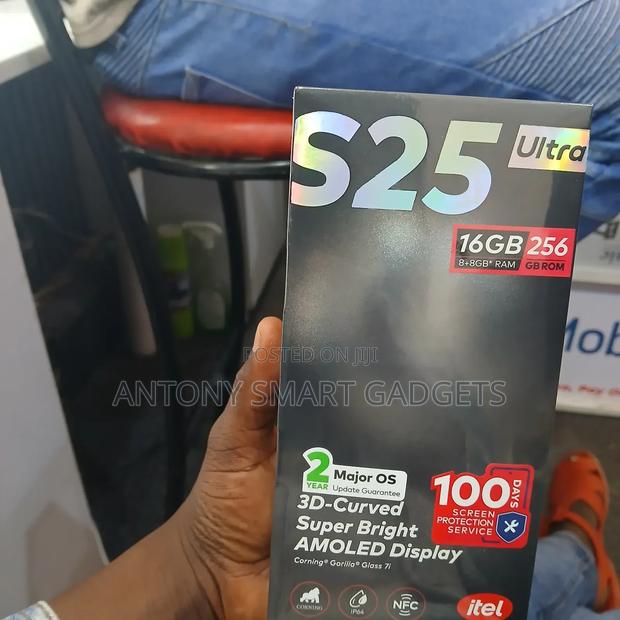 S25 Ultra
16GB 256
8+8GB* RAM GB ROM
POSTED ON JIJI
ANTONY SMART GADGETS
2 YEAR Major OS
Update Guarantee
3D-Curved
Super Bright
AMOLED Display
Corning® Gorilla® Glass 7i
100 DAYS
SCREEN
PROTECTION
SERVICE
CORNING
IP64
NFC
itel
Mob